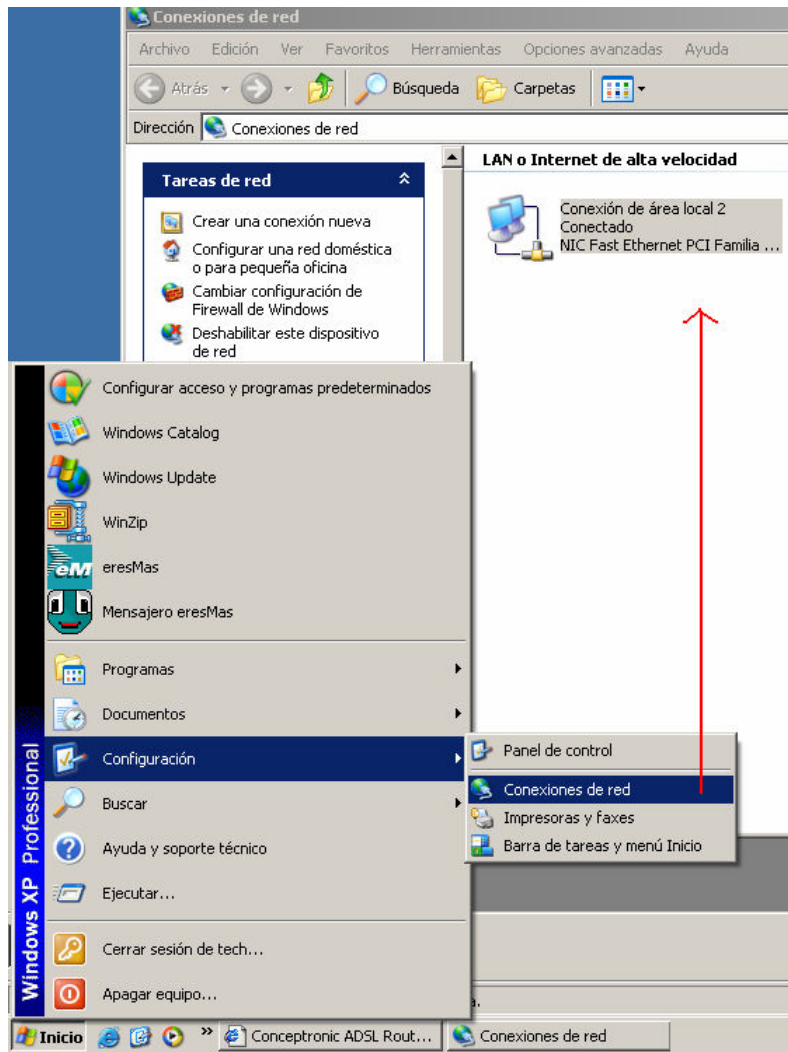 Conexiones de red
Archivo Edición Ver Favoritos Herramientas Opciones avanzadas Ayuda
Atrás Búsqueda Carpetas
Dirección Conexiones de red
Tareas de red
Crear una conexión nueva
Configurar una red doméstica
o para pequeña oficina
Cambiar configuración de
Firewall de Windows
Deshabilitar este dispositivo
de red
LAN o Internet de alta velocidad
Conexión de área local 2
Conectado
NIC Fast Ethernet PCI Familia ...
Configurar acceso y programas predeterminados
Windows Catalog
Windows Update
WinZip
eM eresMas
Mensajero eresMas
Programas
Documentos
Configuración
Buscar
Ayuda y soporte técnico
Ejecutar...
Cerrar sesión de tech...
Apagar equipo...
Windows XP Professional
Panel de control
Conexiones de red
Impresoras y faxes
Barra de tareas y menú Inicio
a.
Inicio » Conceptronic ADSL Rout... Conexiones de red